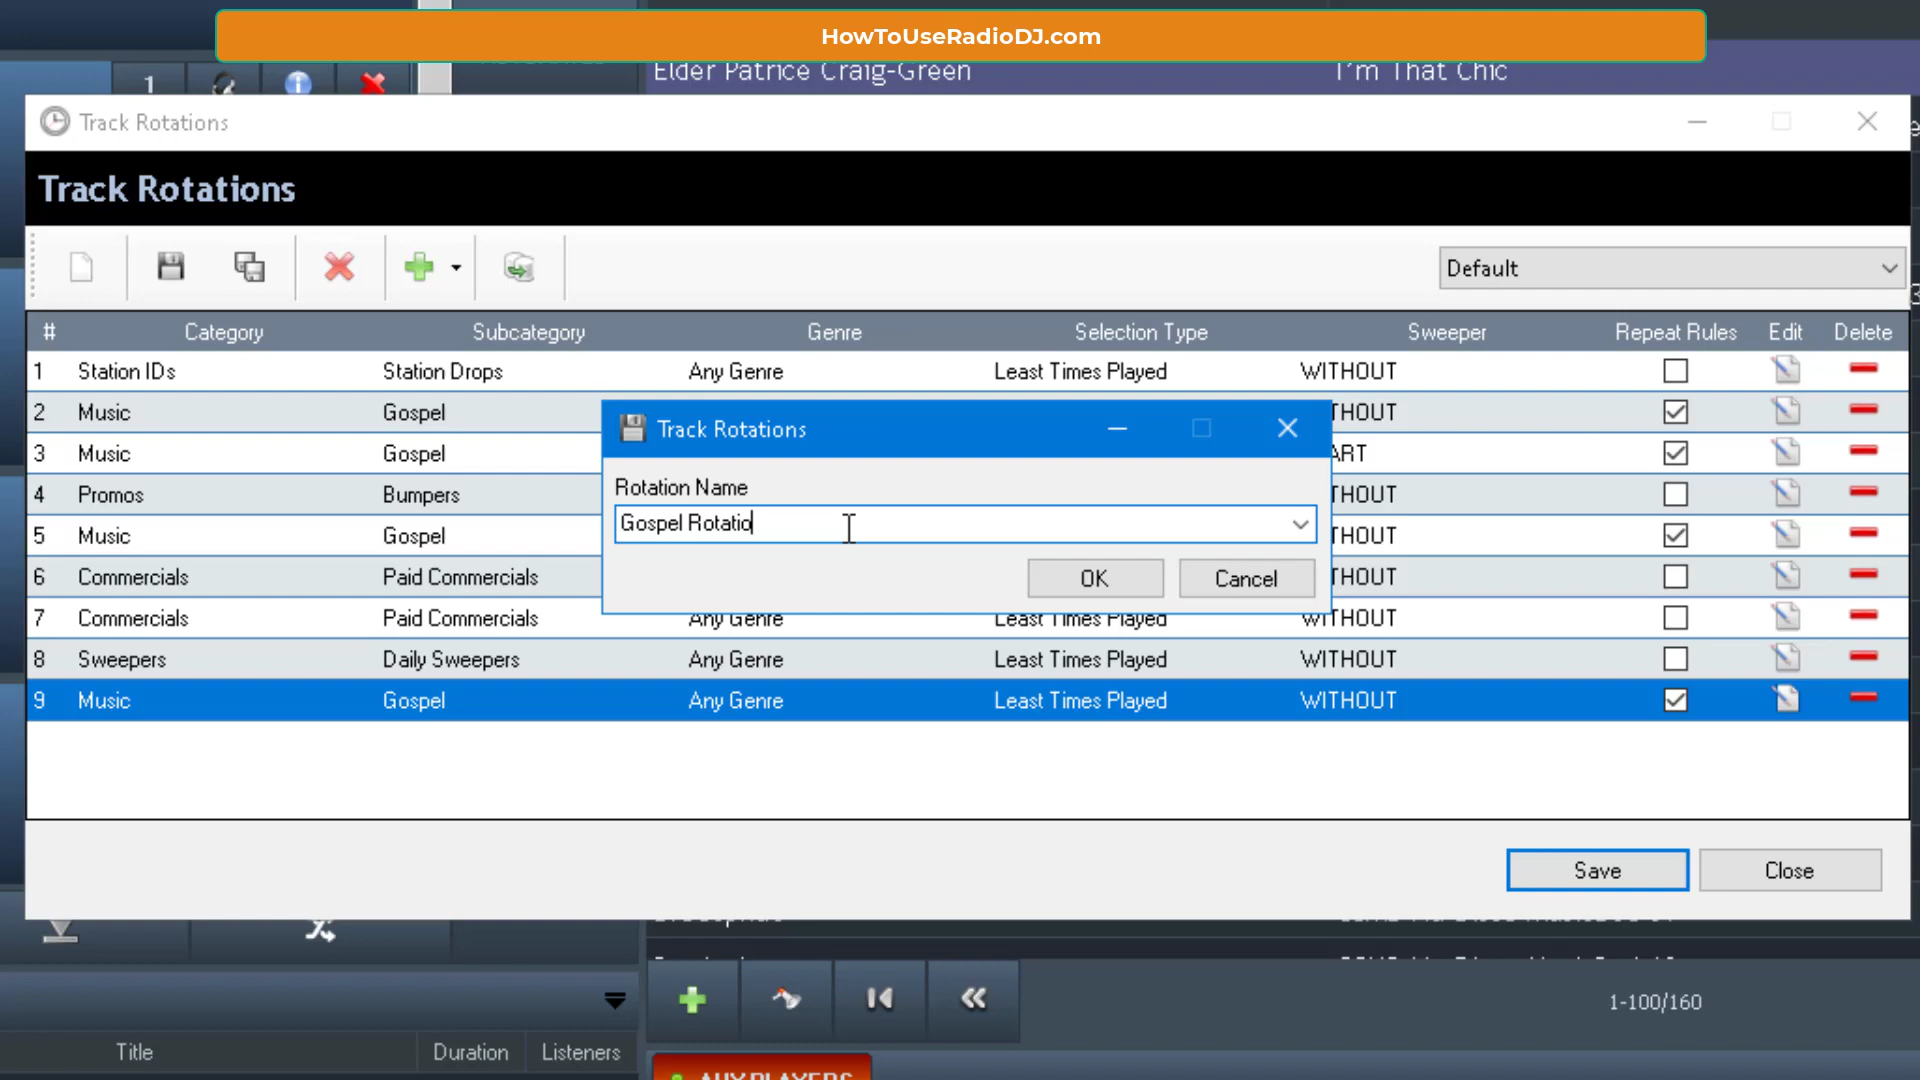 HowToUseRadioDJ.com
1
Elder Patrice Craig-Green I'm That Chic
Track Rotations
Track Rotations
Default
# Category Subcategory Genre Selection Type Sweeper Repeat Rules Edit Delete
1 Station IDs Station Drops Any Genre Least Times Played WITHOUT
2 Music Gospel THOUT
3 Music Gospel ART
4 Promos Bumpers THOUT
5 Music Gospel THOUT
6 Commercials Paid Commercials THOUT
7 Commercials Paid Commercials Any Genre Least Times Played WITHOUT
8 Sweepers Daily Sweepers Any Genre Least Times Played WITHOUT
9 Music Gospel Any Genre Least Times Played WITHOUT
Track Rotations
Rotation Name
Gospel Rotatio
OK Cancel
Save Close
1-100/160
Title Duration Listeners
AUX PLAYERS